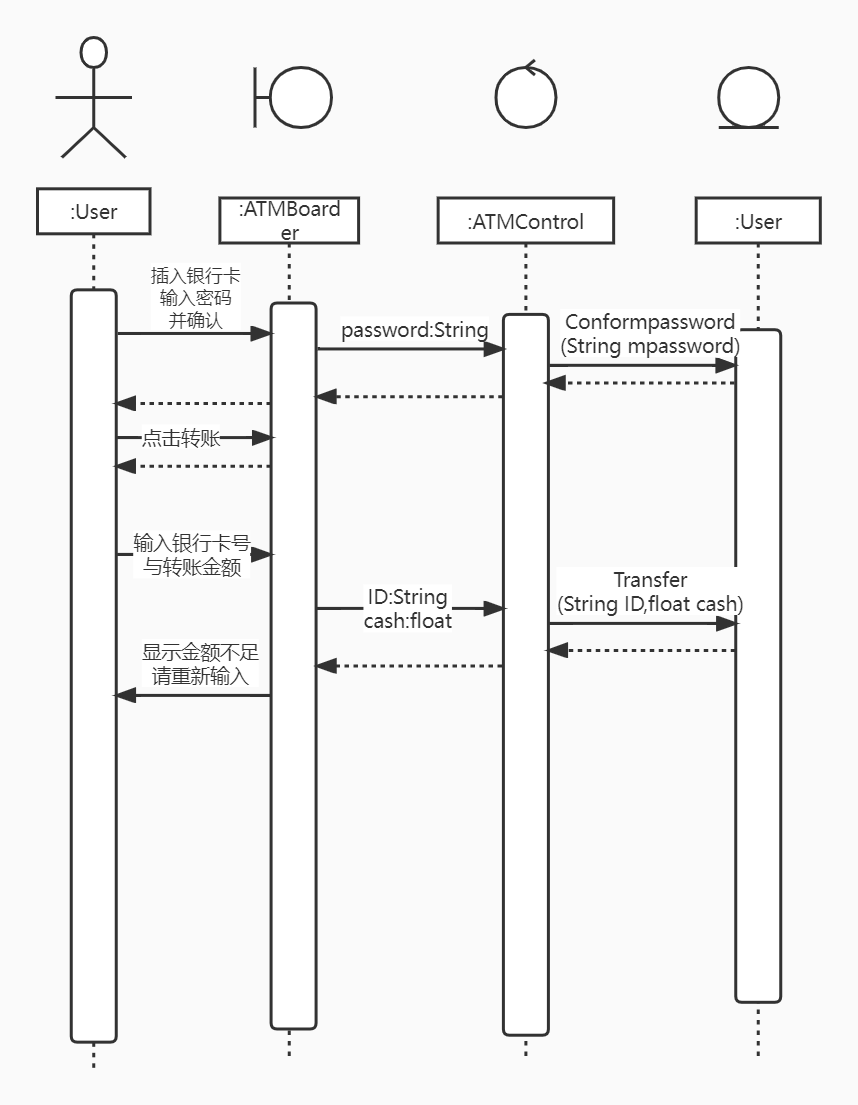 :User
:ATMBoard
er
:ATMControl
:User
插入银行卡
输入密码
并确认
password:String
Conformpassword
(String mpassword)
点击转账
输入银行卡号
与转账金额
ID:String
cash:float
Transfer
(String ID,float cash)
显示金额不足
请重新输入